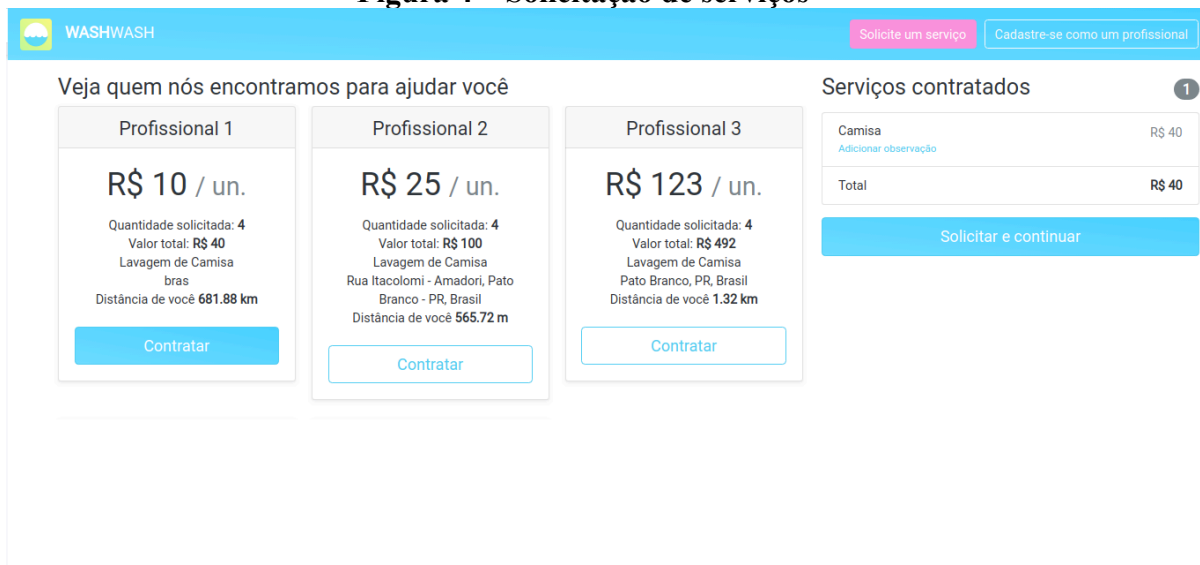 Figura 4 – Solicitação de serviços
WASHWASH
Solicite um serviço
Cadastre-se como um profissional
Veja quem nós encontramos para ajudar você
Profissional 1
R$ 10 / un.
Quantidade solicitada: 4
Valor total: R$ 40
Lavagem de Camisa
bras
Distância de você 681.88 km
Contratar
Profissional 2
R$ 25 / un.
Quantidade solicitada: 4
Valor total: R$ 100
Lavagem de Camisa
Rua Itacolomi - Amadori, Pato
Branco - PR, Brasil
Distância de você 565.72 m
Contratar
Profissional 3
R$ 123 / un.
Quantidade solicitada: 4
Valor total: R$ 492
Lavagem de Camisa
Pato Branco, PR, Brasil
Distância de você 1.32 km
Contratar
Serviços contratados
1
Camisa
R$ 40
Adicionar observação
Total
R$ 40
Solicitar e continuar